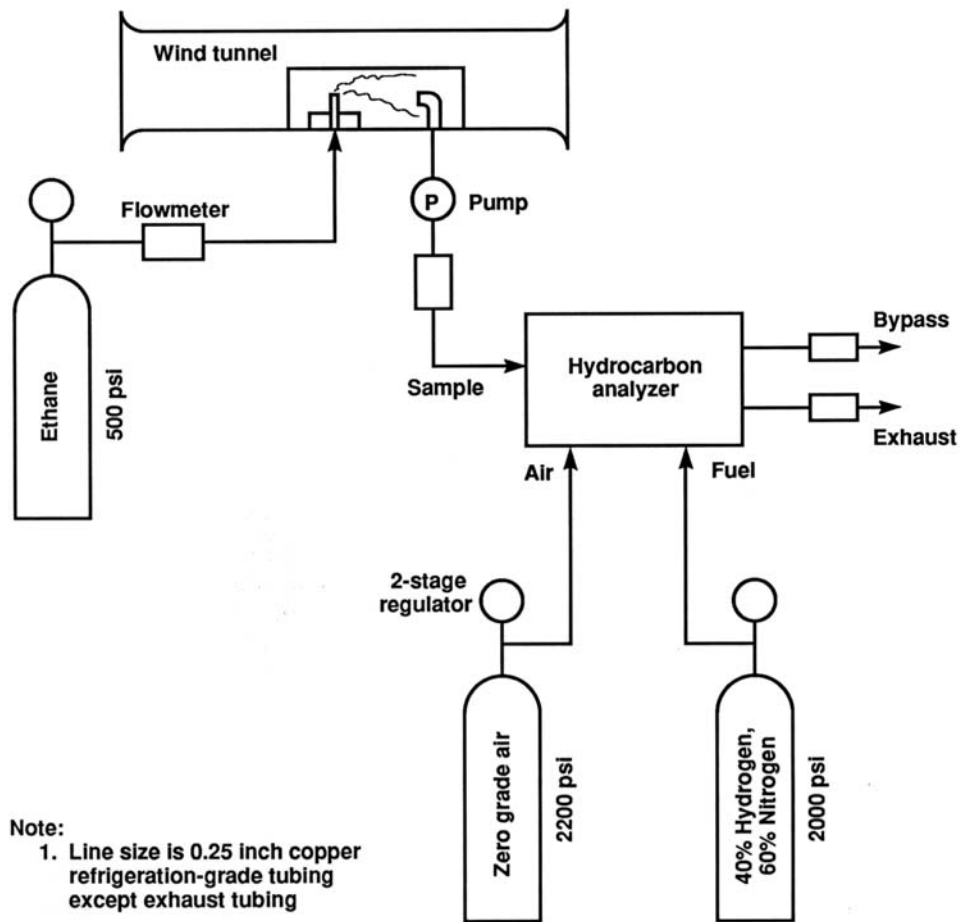 Wind tunnel
Flowmeter
P
Pump
Ethane
500 psi
Sample
Hydrocarbon
analyzer
Bypass
Exhaust
Air
Fuel
2-stage
regulator
Zero grade air
2200 psi
40% Hydrogen,
60% Nitrogen
2000 psi
Note:
1. Line size is 0.25 inch copper
refrigeration-grade tubing
except exhaust tubing